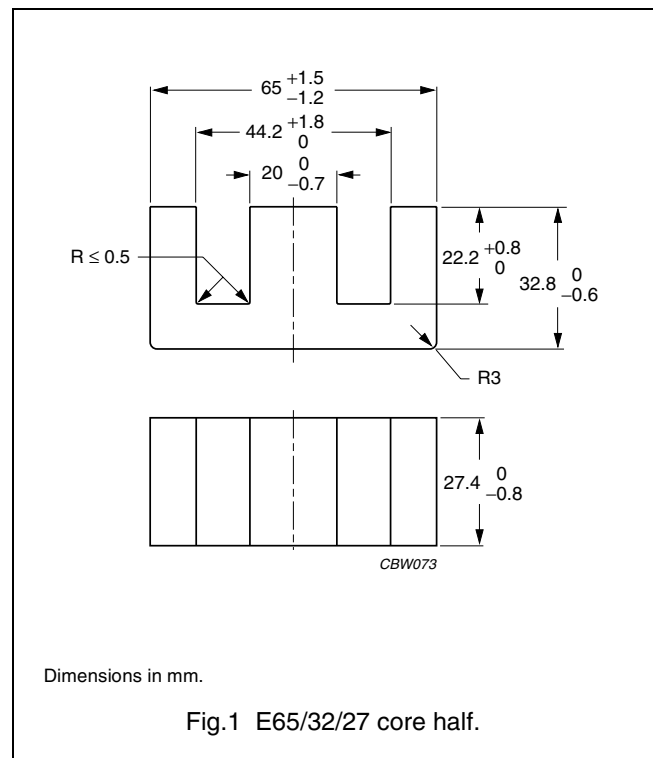 65 +1.5 −1.2
44.2 +1.8 0
20 0 −0.7
R ≤ 0.5
22.2 +0.8 0
32.8 0 −0.6
R3
27.4 0 −0.8
CBW073
Dimensions in mm.
Fig.1 E65/32/27 core half.